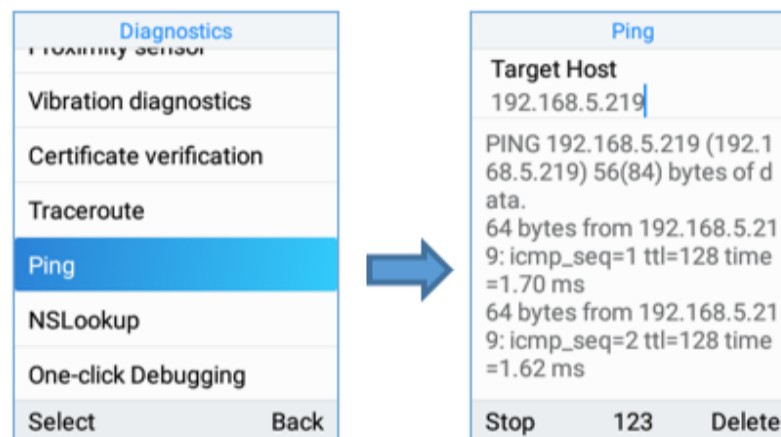 Diagnostics
Proximity sensor
Vibration diagnostics
Certificate verification
Traceroute
Ping
NSLookup
One-click Debugging
Select Back
Ping
Target Host
192.168.5.219
PING 192.168.5.219 (192.1
68.5.219) 56(84) bytes of d
ata.
64 bytes from 192.168.5.21
9: icmp_seq=1 ttl=128 time
=1.70 ms
64 bytes from 192.168.5.21
9: icmp_seq=2 ttl=128 time
=1.62 ms
Stop 123 Delete